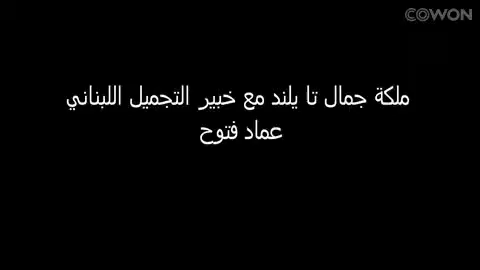 COWON
ملكة جمال تا يلند مع خبير التجميل اللبناني
عماد فتوح